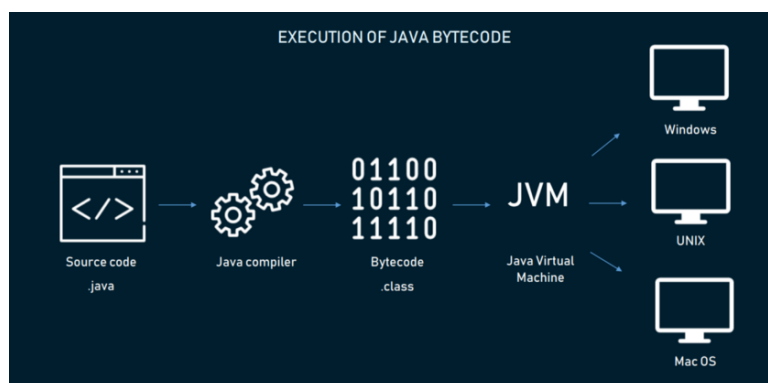 EXECUTION OF JAVA BYTECODE
Windows
</>
01100
10110
11110
JVM
UNIX
Source code
.java
Java compiler
Bytecode
.class
Java Virtual
Machine
Mac OS